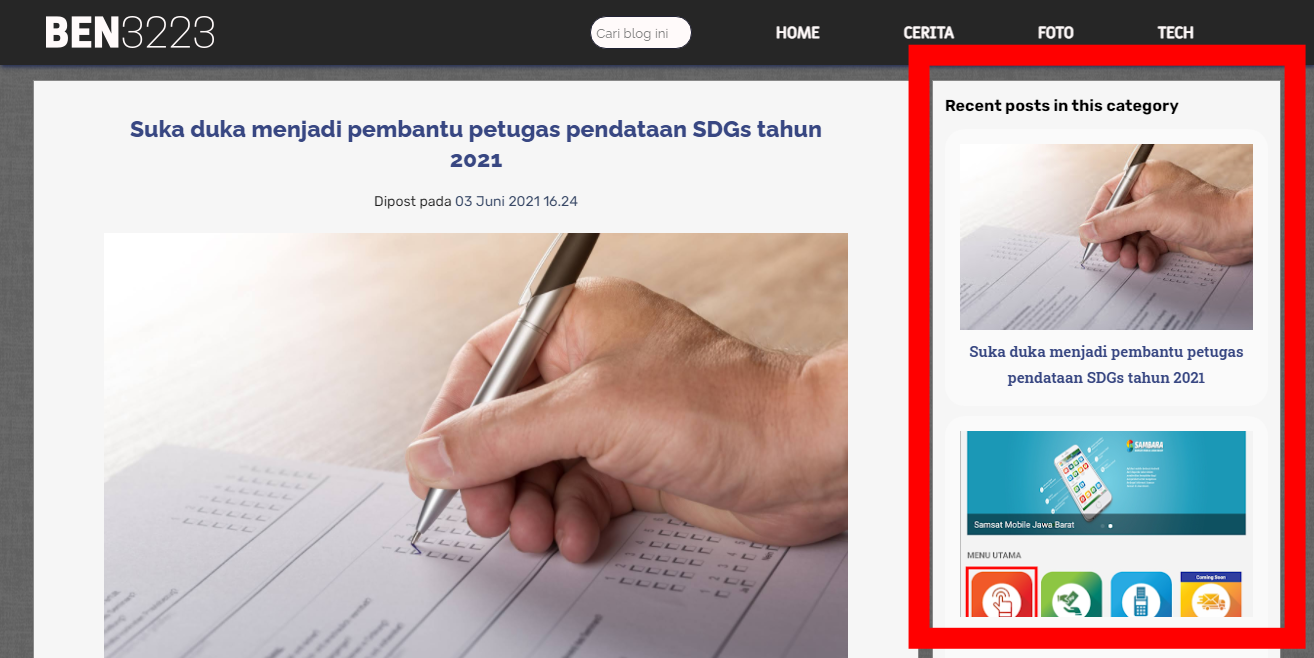 BEN3223
Cari blog ini
HOME
CERITA
FOTO
TECH
Suka duka menjadi pembantu petugas pendataan SDGs tahun
2021
Dipost pada 03 Juni 2021 16.24
Recent posts in this category
Suka duka menjadi pembantu petugas
pendataan SDGs tahun 2021
SAMBARA
Samsat Mobile Jawa Barat
MENU UTAMA
Coming Soon